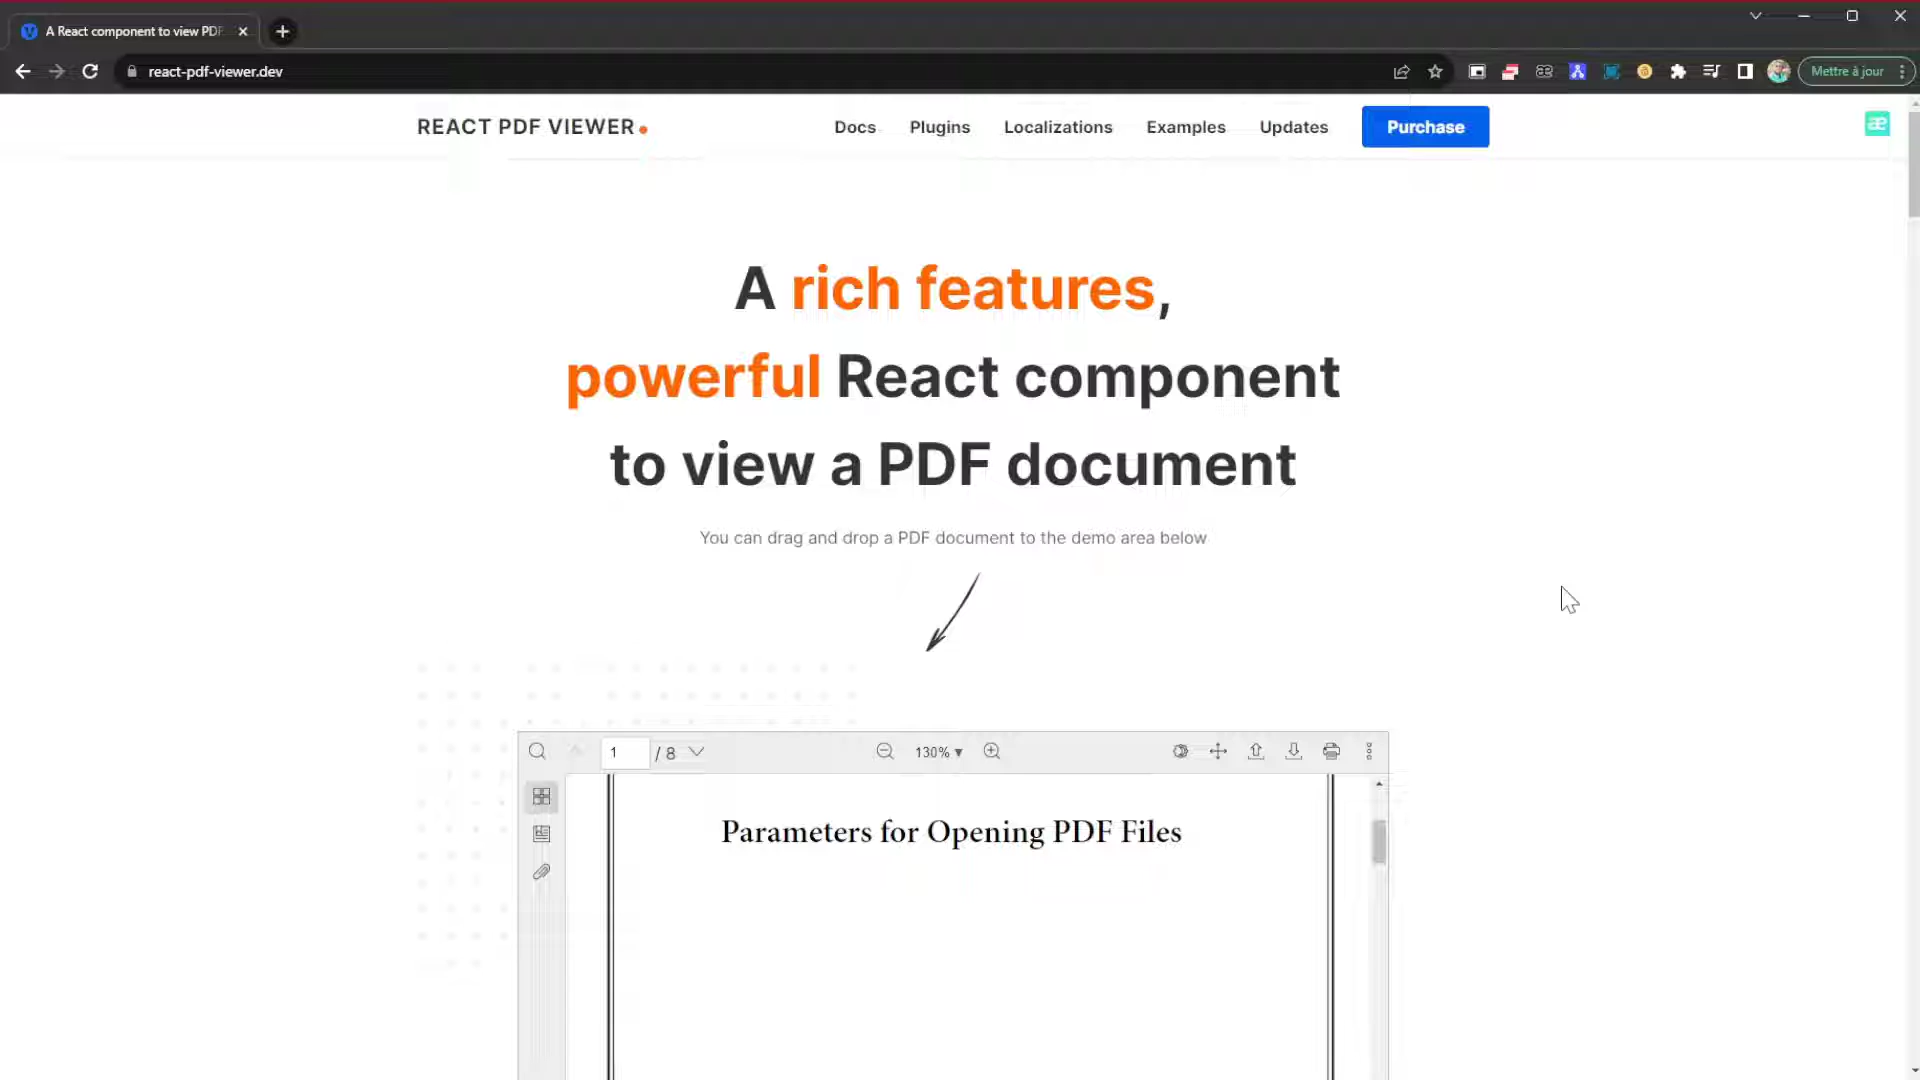 A React component to view PDF
react-pdf-viewer.dev
Mettre à jour
REACT PDF VIEWER
Docs
Plugins
Localizations
Examples
Updates
Purchase
æ
A rich features,
powerful React component
to view a PDF document
You can drag and drop a PDF document to the demo area below
1 / 8
130%
Parameters for Opening PDF Files